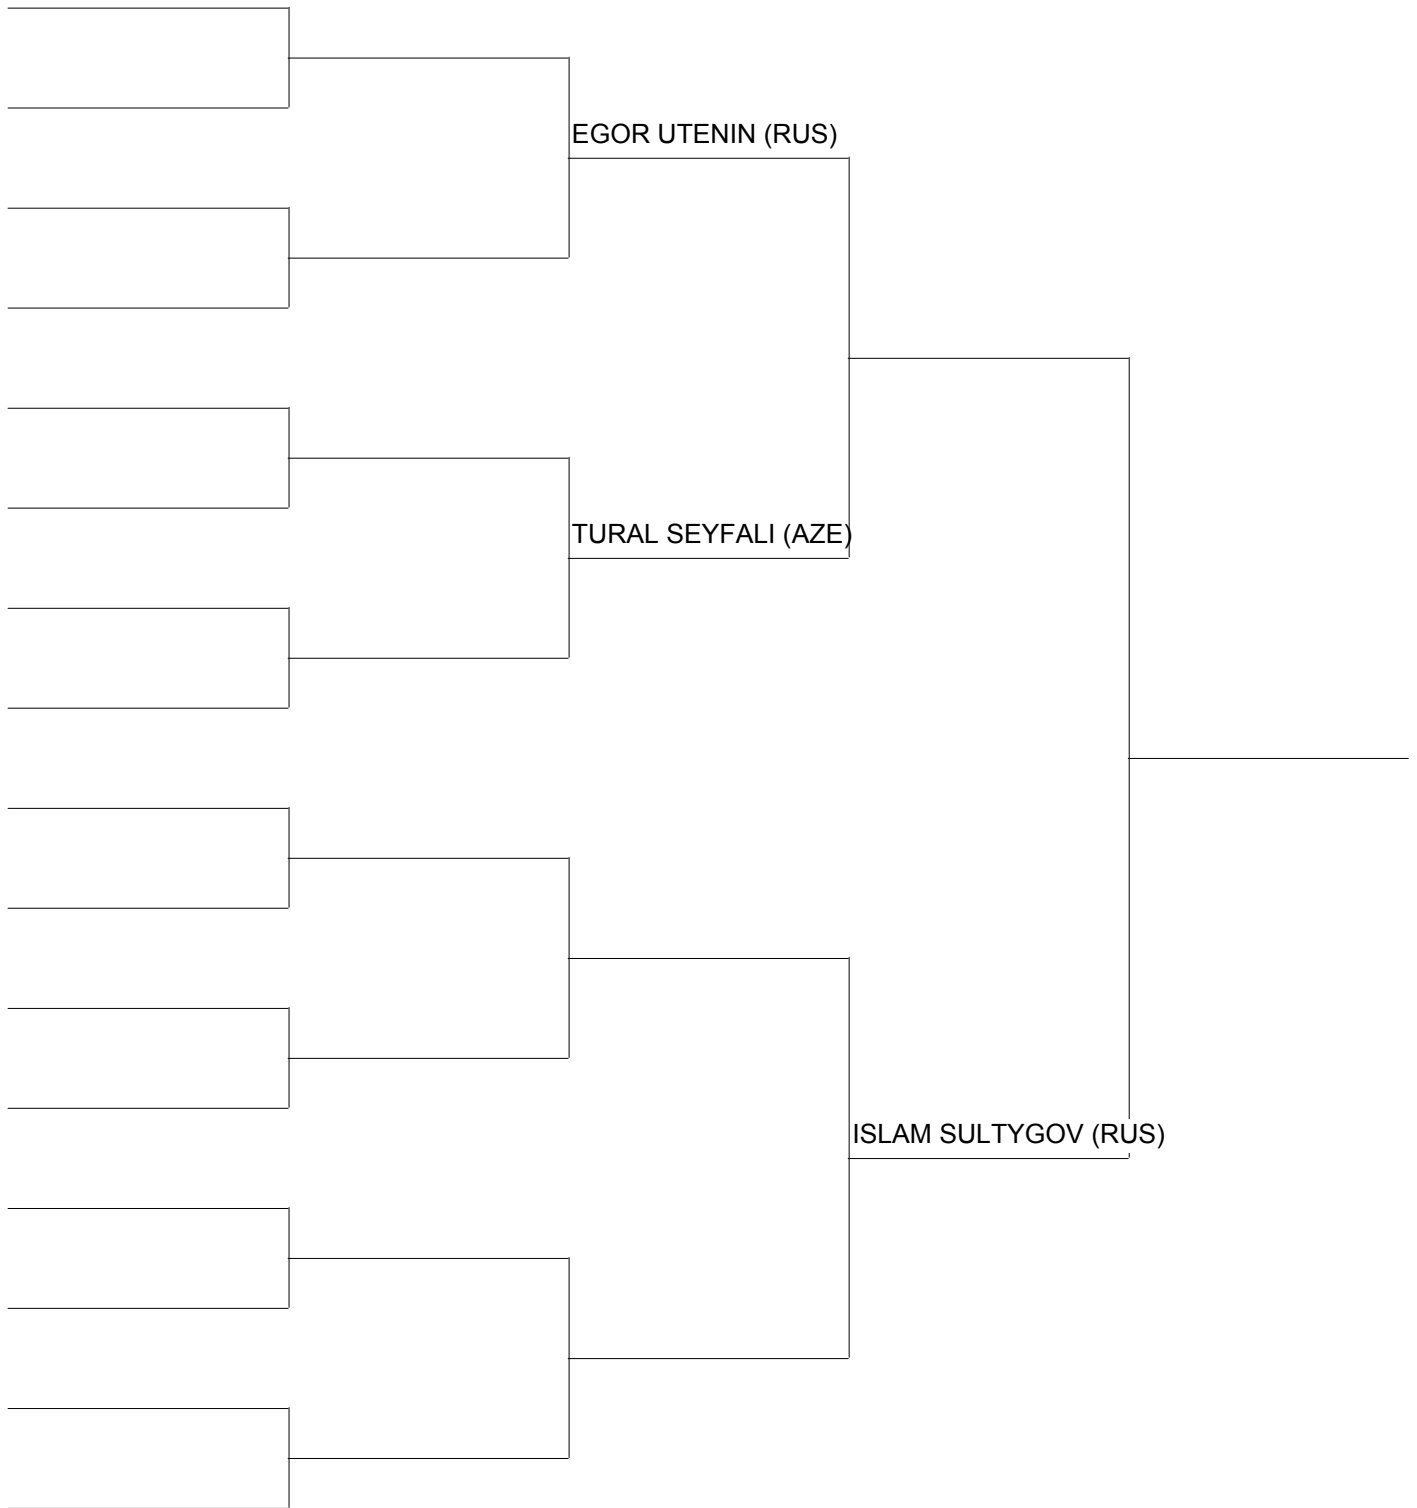 EGOR UTENIN (RUS)
TURAL SEYFALI (AZE)
ISLAM SULTYGOV (RUS)